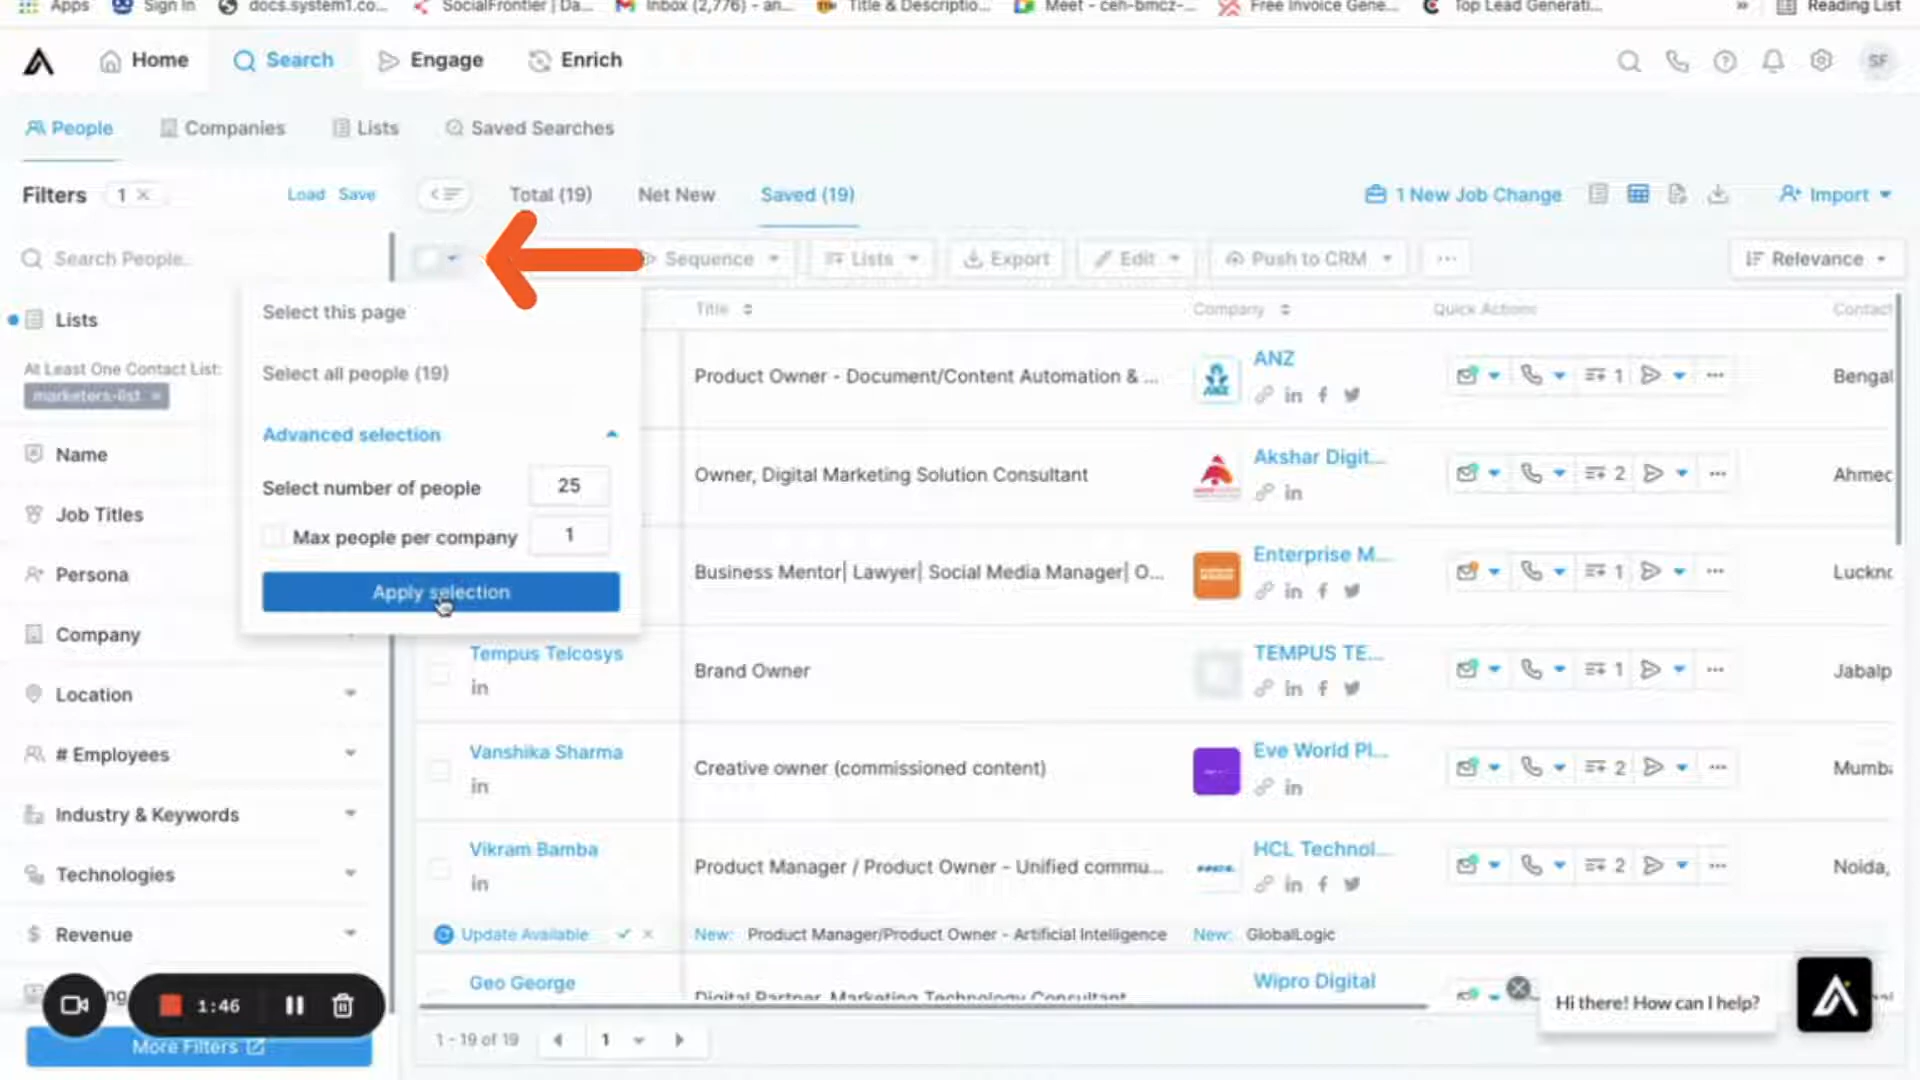 Apps Sign In docs.system1.co... SocialFrontier | Da... Inbox (2,776) - an... Title & Descriptio... Meet - ceh-bmcz-... Free Invoice Gene... Top Lead Generati... » Reading List
Home Search Engage Enrich SF
People Companies Lists Saved Searches
Filters 1 × Load Save Total (19) Net New Saved (19) 1 New Job Change Import
Search People... Sequence Lists Export Edit Push to CRM ... Relevance
Select this page Title Company Quick Actions Contact
Lists
At Least One Contact List:
marketers-list ×
Select all people (19)
Product Owner - Document/Content Automation & ... ANZ 1 ... Bengal
Advanced selection
Name Owner, Digital Marketing Solution Consultant Akshar Digit... 2 ... Ahmed
Select number of people 25
Job Titles
Max people per company 1
Persona Business Mentor| Lawyer| Social Media Manager| O... Enterprise M... 1 ... Luckno
Apply selection
Company
Tempus Telcosys Brand Owner TEMPUS TE... 1 ... Jabalp
Location
# Employees Vanshika Sharma Creative owner (commissioned content) Eve World Pl... 2 ... Mumba
Industry & Keywords
Technologies Vikram Bamba Product Manager / Product Owner - Unified commu... HCL Technol... 2 ... Noida,
Revenue Update Available New: Product Manager/Product Owner - Artificial Intelligence New: GlobalLogic
Geo George Digital Partner, Marketing Technology Consultant Wipro Digital
1:46 Hi there! How can I help?
More Filters 1 - 19 of 19 1